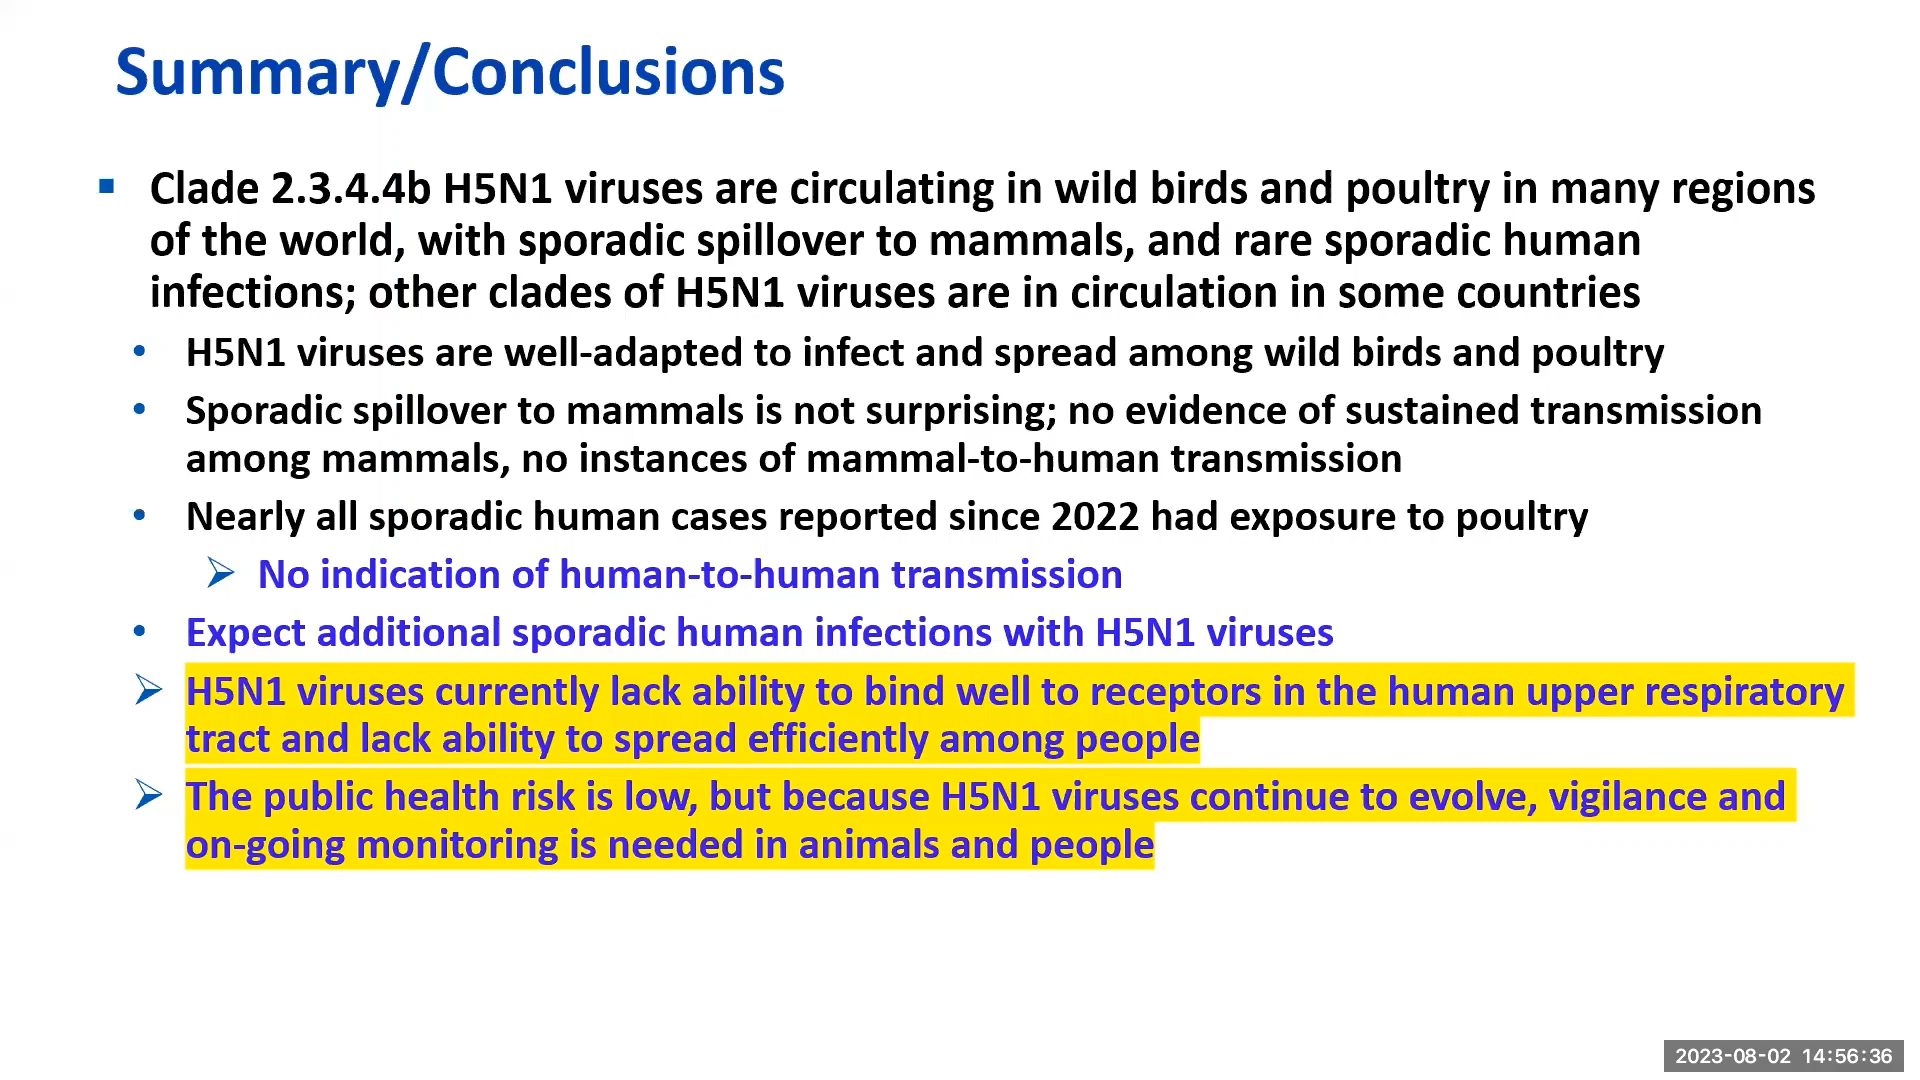 Summary/Conclusions
Clade 2.3.4.4b H5N1 viruses are circulating in wild birds and poultry in many regions
of the world, with sporadic spillover to mammals, and rare sporadic human
infections; other clades of H5N1 viruses are in circulation in some countries
H5N1 viruses are well-adapted to infect and spread among wild birds and poultry
Sporadic spillover to mammals is not surprising; no evidence of sustained transmission
among mammals, no instances of mammal-to-human transmission
Nearly all sporadic human cases reported since 2022 had exposure to poultry
No indication of human-to-human transmission
Expect additional sporadic human infections with H5N1 viruses
H5N1 viruses currently lack ability to bind well to receptors in the human upper respiratory
tract and lack ability to spread efficiently among people
The public health risk is low, but because H5N1 viruses continue to evolve, vigilance and
on-going monitoring is needed in animals and people
2023-08-02 14:56:36